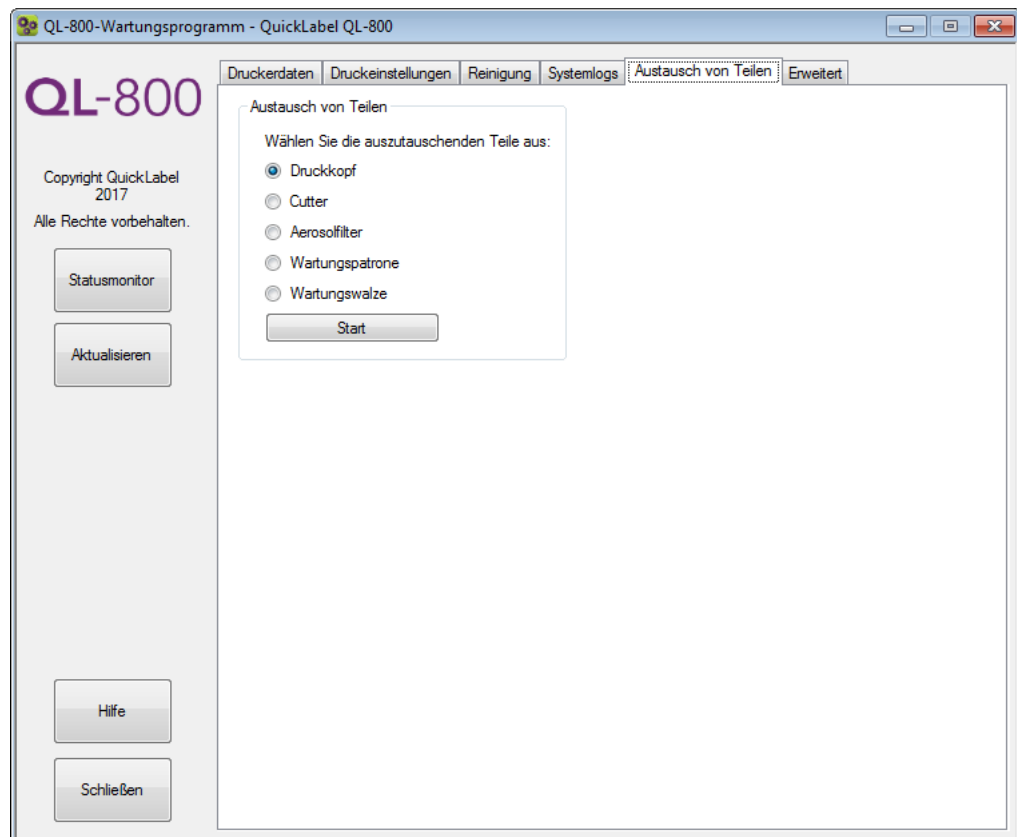 QL-800-Wartungsprogramm - QuickLabel QL-800
QL-800
Copyright QuickLabel
2017
Alle Rechte vorbehalten.
Statusmonitor
Aktualisieren
Hilfe
Schließen
Druckerdaten Druckeinstellungen Reinigung Systemlogs Austausch von Teilen Erweitert
Austausch von Teilen
Wählen Sie die auszutauschenden Teile aus:
Druckkopf
Cutter
Aerosolfilter
Wartungspatrone
Wartungswalze
Start